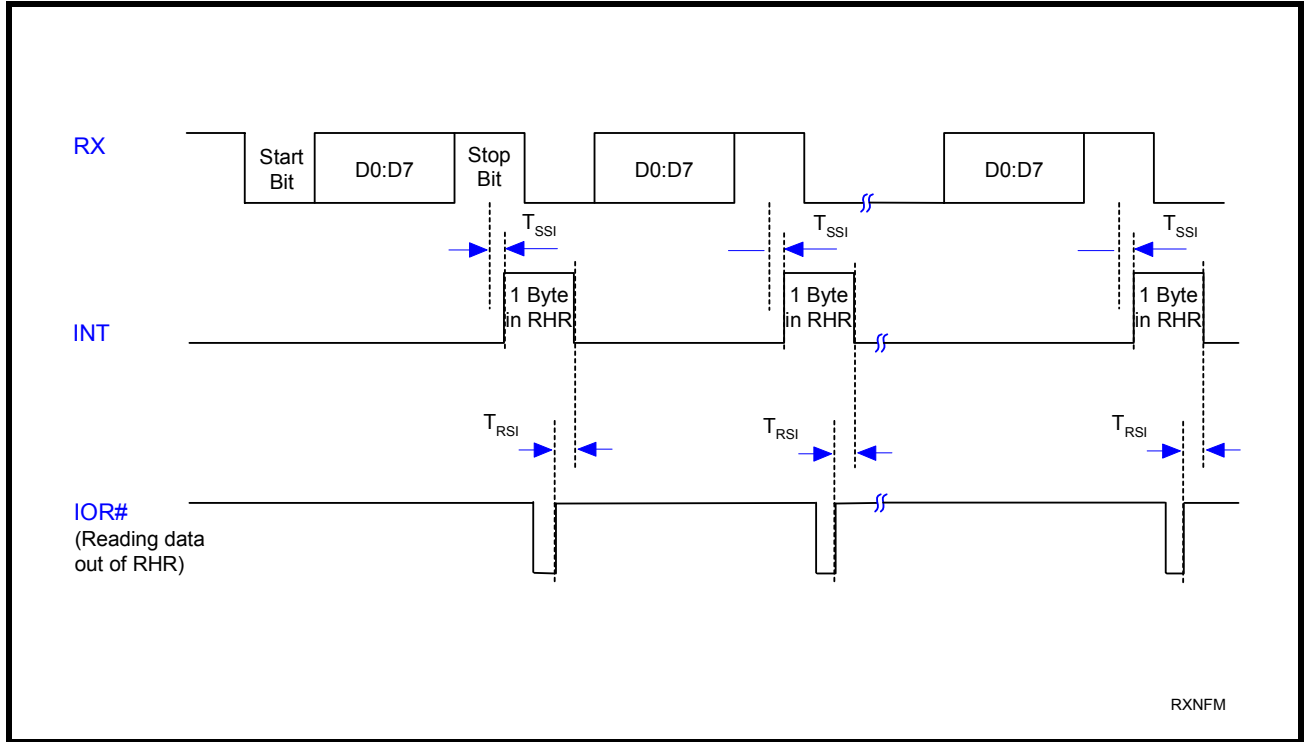 RX
Start
Bit
D0:D7
Stop
Bit
D0:D7
D0:D7
TSSI
TSSI
TSSI
INT
1 Byte
in RHR
1 Byte
in RHR
1 Byte
in RHR
TRSI
TRSI
TRSI
IOR#
(Reading data
out of RHR)
RXNFM